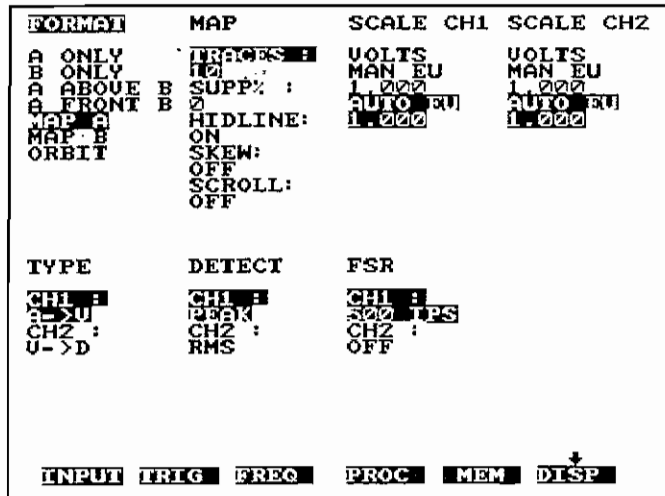 FORMAT MAP SCALE CH1 SCALE CH2
A ONLY TRACES : VOLTS VOLTS
B ONLY 10 MAN EU MAN EU
A ABOVE B SUPP% : 1.000 1.000
A FRONT B 0 AUTO EU AUTO EU
MAP A HIDLINE: 1.000 1.000
MAP B ON
ORBIT SKEW:
OFF
SCROLL:
OFF
TYPE DETECT FSR
CH1 : CH1 : CH1 :
A->V PEAK 500 IPS
CH2 : CH2 : CH2 :
V->D RMS OFF
INPUT TRIG FREQ PROC MEM DISP